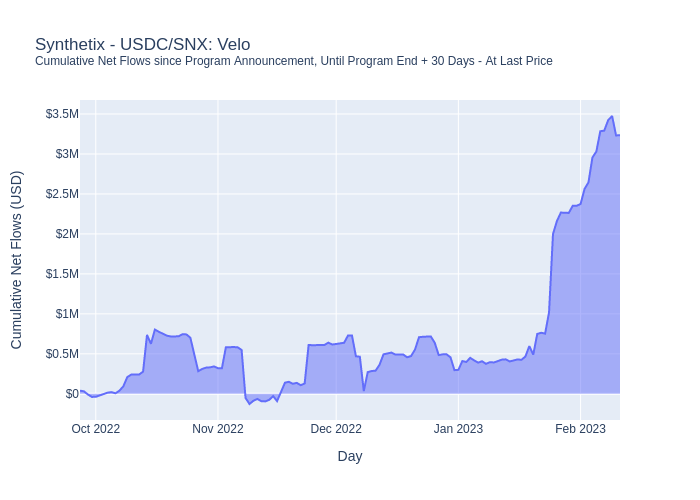 Synthetix - USDC/SNX: Velo
Cumulative Net Flows since Program Announcement, Until Program End + 30 Days - At Last Price
Cumulative Net Flows (USD)
$3.5M
$3M
$2.5M
$2M
$1.5M
$1M
$0.5M
$0
Oct 2022
Nov 2022
Dec 2022
Jan 2023
Feb 2023
Day